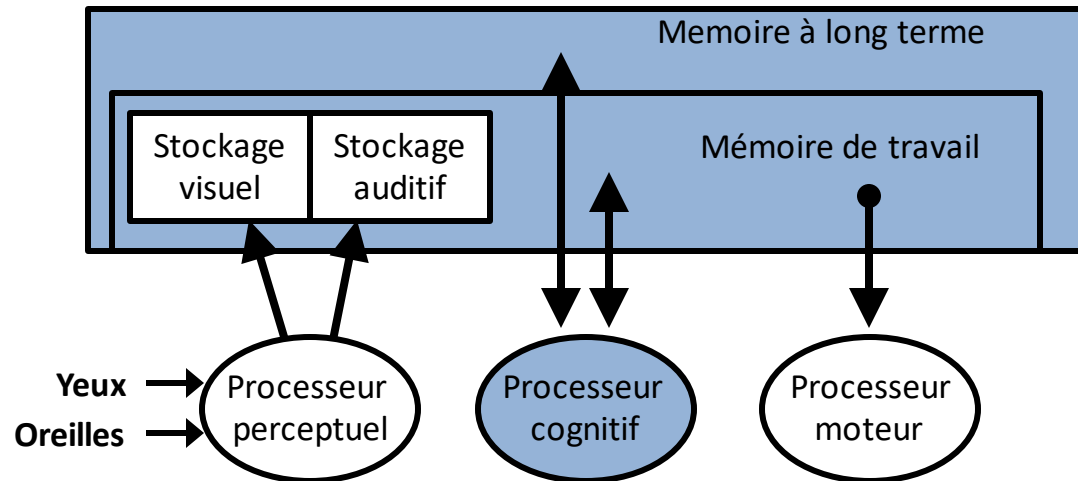 Memoire à long terme
Stockage
visuel
Stockage
auditif
Mémoire de travail
Yeux
Oreilles
Processeur
perceptuel
Processeur
cognitif
Processeur
moteur